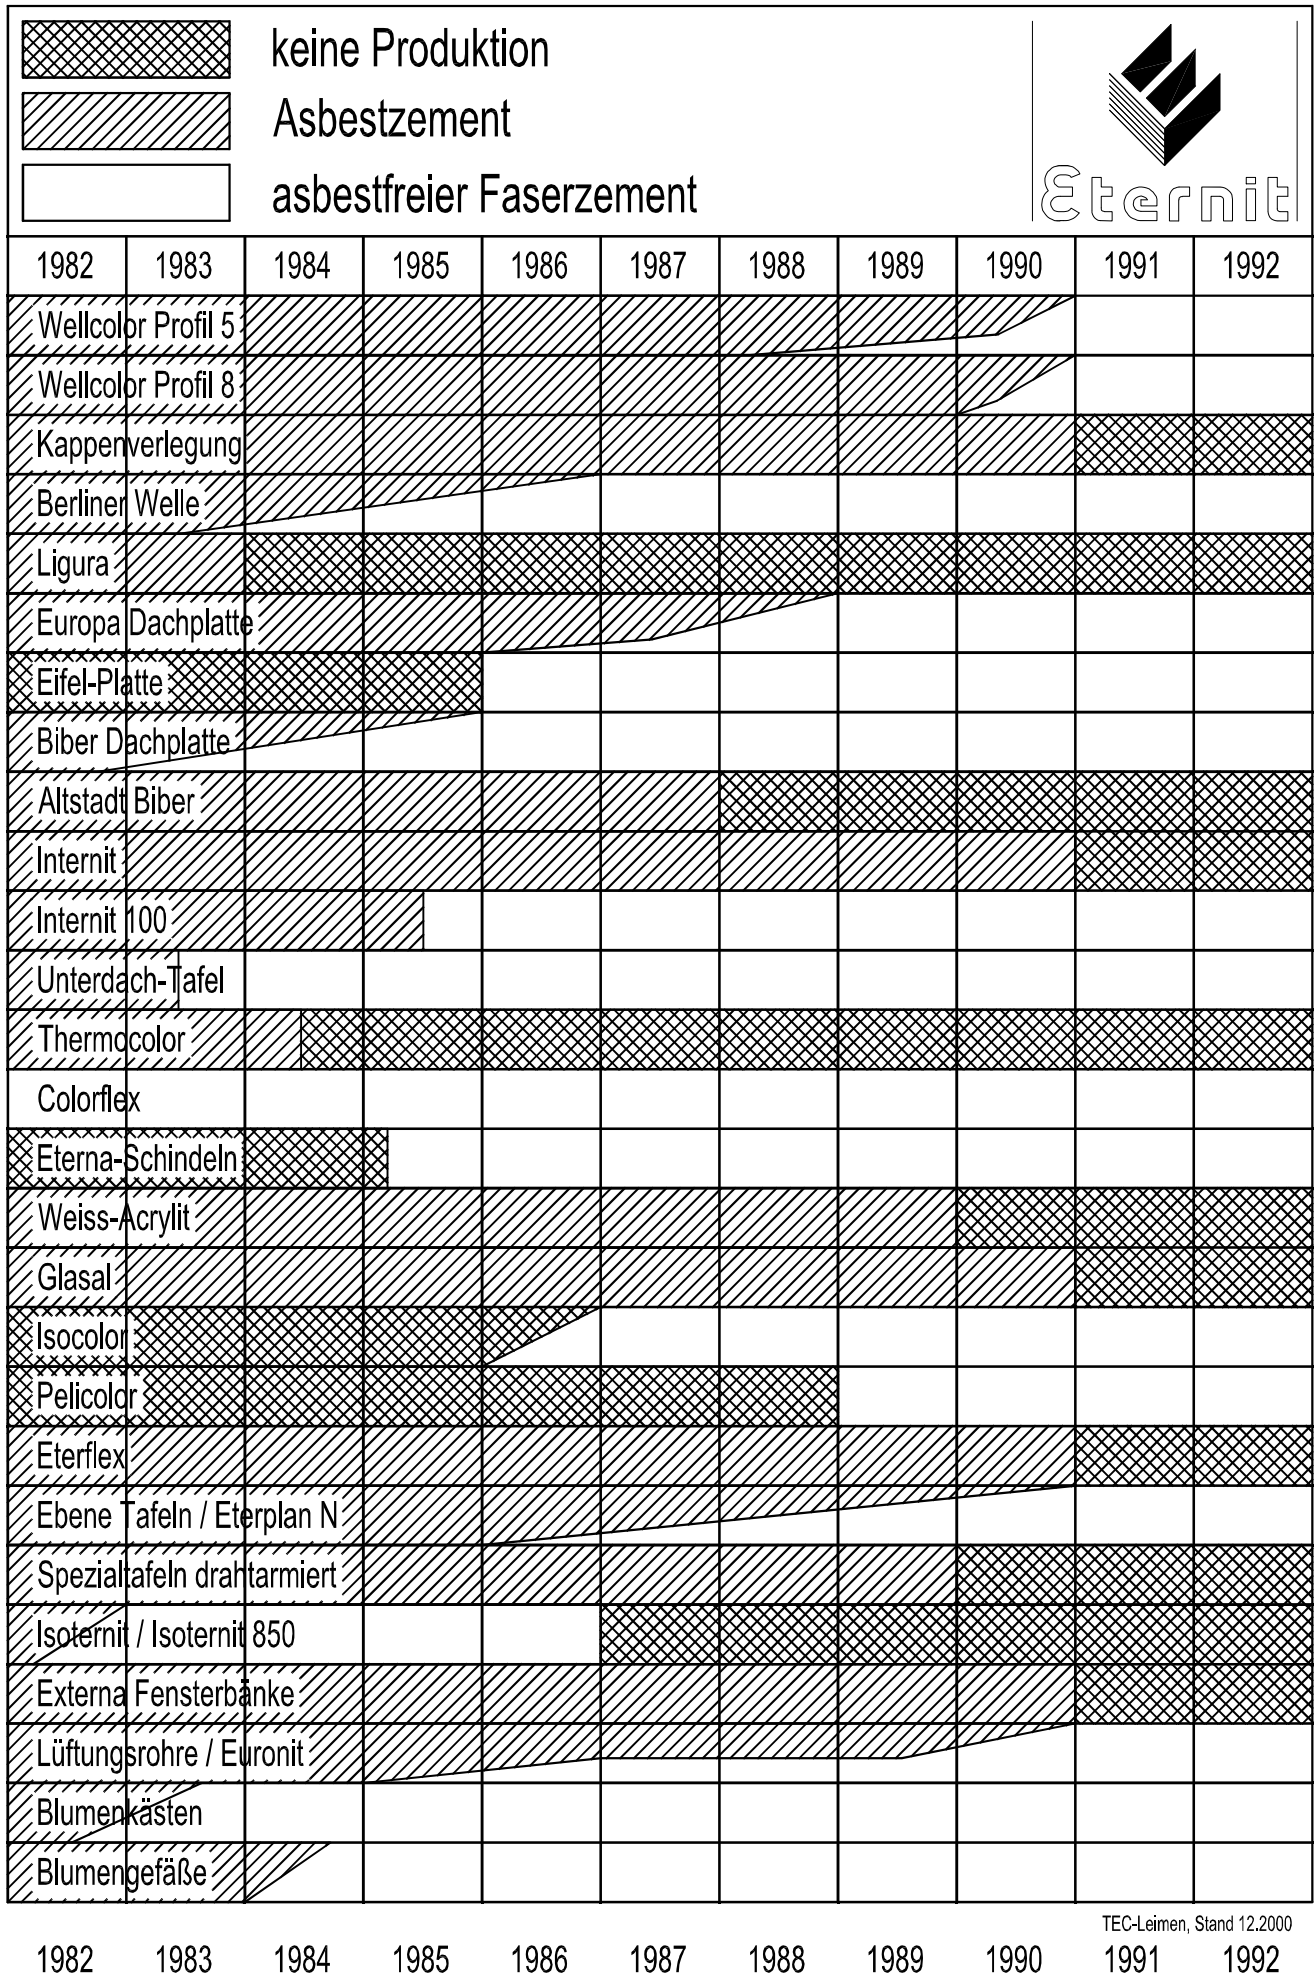 keine Produktion
Asbestzement
asbestfreier Faserzement
Eternit
1982 1983 1984 1985 1986 1987 1988 1989 1990 1991 1992
Wellcolor Profil 5
Wellcolor Profil 8
Kappenverlegung
Berliner Welle
Ligura
Europa Dachplatte
Eifel-Platte
Biber Dachplatte
Altstadt Biber
Internit
Internit 100
Unterdach-Tafel
Thermocolor
Colorflex
Eterna-Schindeln
Weiss-Acrylit
Glasal
Isocolor
Pelicolor
Eterflex
Ebene Tafeln / Eterplan N
Spezialtafeln drahtarmiert
Isoternit / Isoternit 850
Externa Fensterbänke
Lüftungsrohre / Euronit
Blumenkästen
Blumengefäße
TEC-Leimen, Stand 12.2000
1982 1983 1984 1985 1986 1987 1988 1989 1990 1991 1992